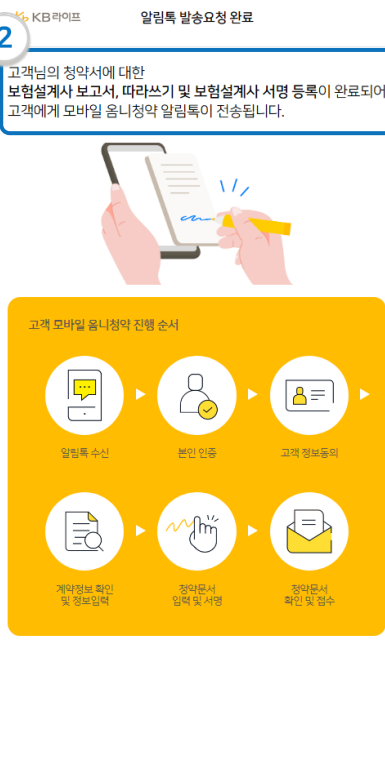 2
KB라이프
알림톡 발송요청 완료
고객님의 청약서에 대한
보험설계사 보고서, 따라쓰기 및 보험설계사 서명 등록이 완료되어
고객에게 모바일 옴니청약 알림톡이 전송됩니다.
고객 모바일 옴니청약 진행 순서
알림톡 수신
본인 인증
고객 정보동의
계약정보 확인
및 정보입력
청약문서
입력 및 서명
청약문서
확인 및 접수